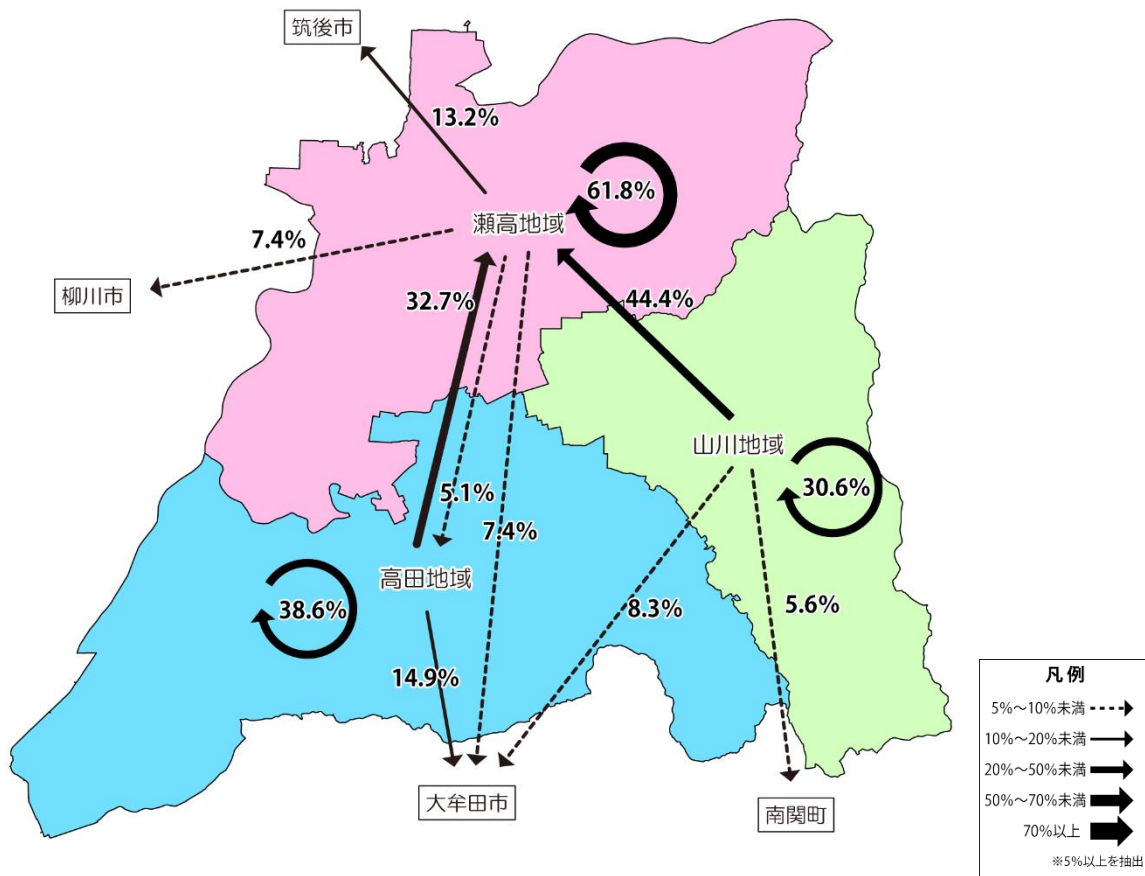 筑後市
13.2%
61.8%
瀬高地域
7.4%
柳川市
32.7%
44.4%
山川地域
5.1%
7.4%
30.6%
高田地域
38.6%
8.3%
5.6%
14.9%
大牟田市
南関町
凡例
5%～10%未満
10%～20%未満
20%～50%未満
50%～70%未満
70%以上
※5%以上を抽出